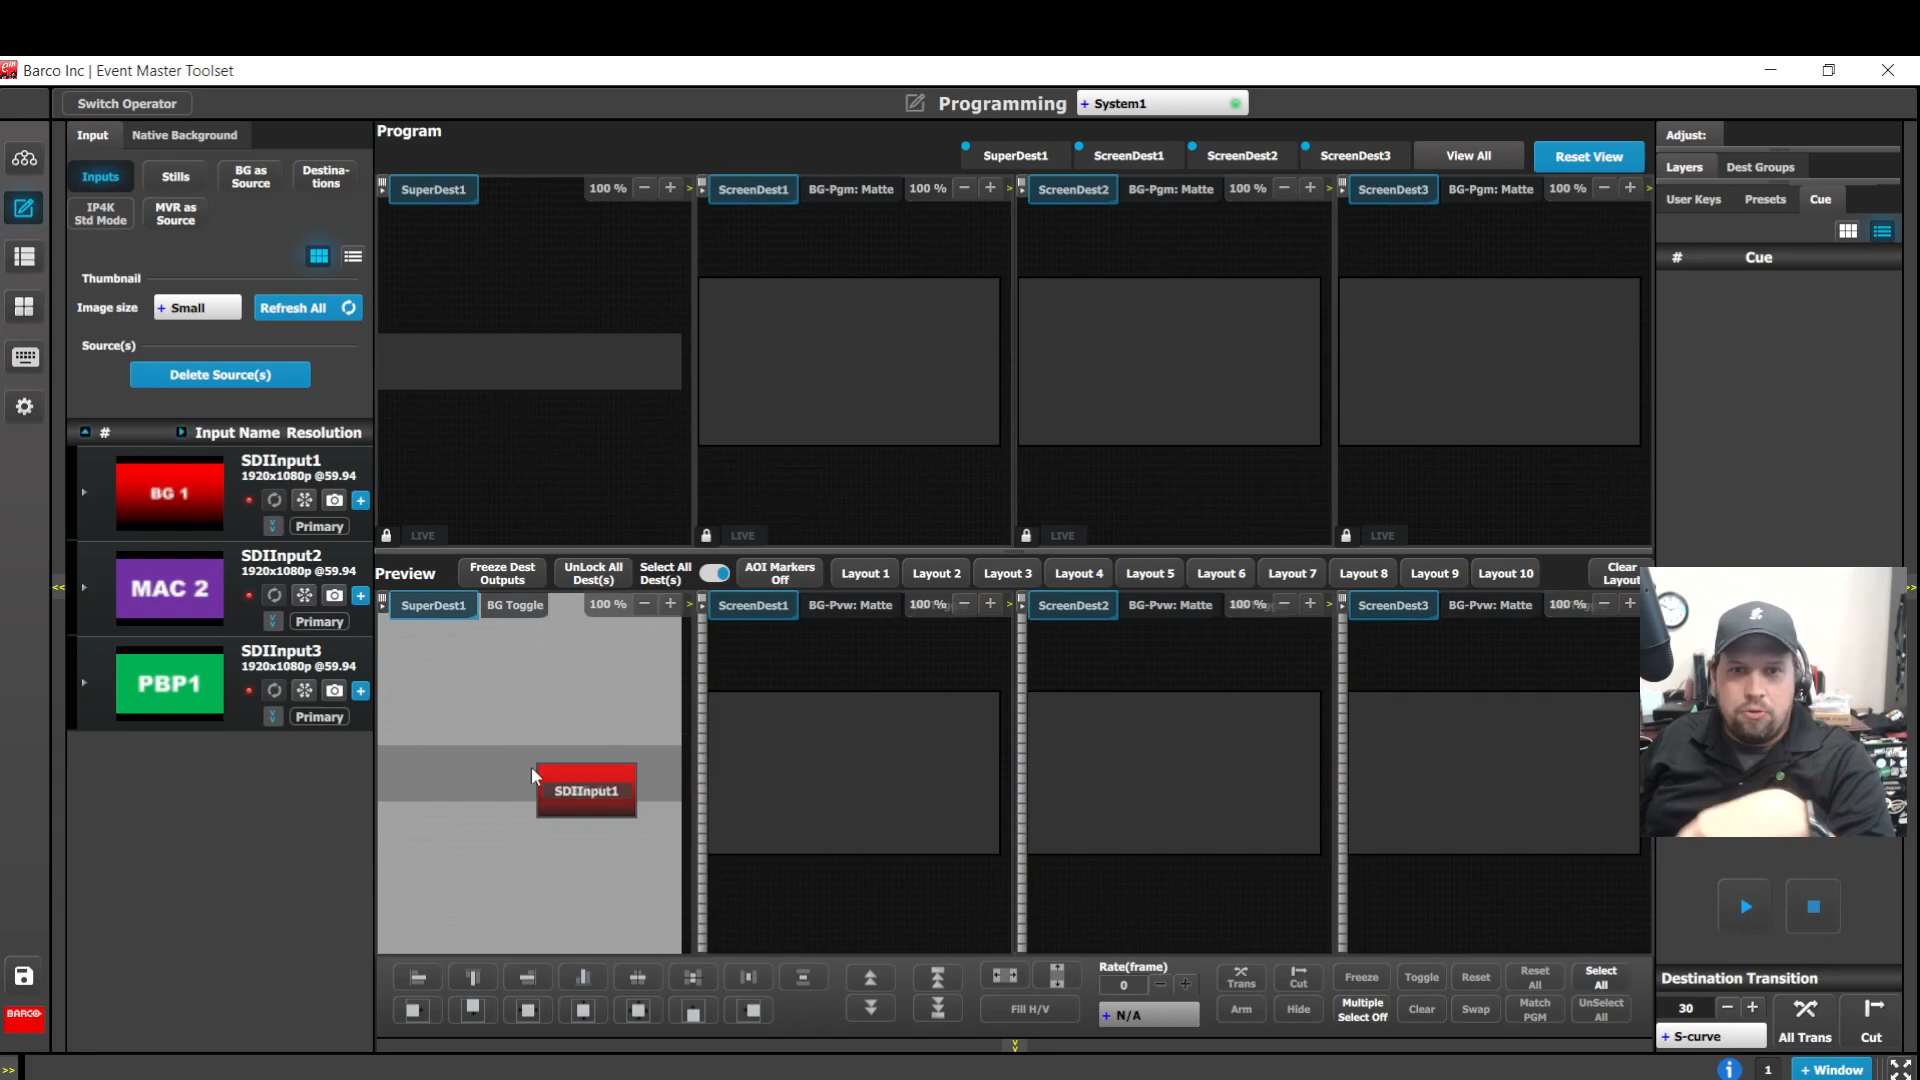 Barco Inc | Event Master Toolset
Switch Operator
Programming
+ System1
Input
Native Background
Program
Adjust:
Inputs
Stills
BG as
Source
Destina-
tions
IP4K
Std Mode
MVR as
Source
SuperDest1
ScreenDest1
ScreenDest2
ScreenDest3
View All
Reset View
Layers
Dest Groups
User Keys
Presets
Cue
SuperDest1
100 %
ScreenDest1
BG-Pgm: Matte
100 %
ScreenDest2
BG-Pgm: Matte
100 %
ScreenDest3
BG-Pgm: Matte
100 %
#
Cue
Thumbnail
Image size
+ Small
Refresh All
Source(s)
Delete Source(s)
#
Input Name
Resolution
BG 1
SDIInput1
1920x1080p @59.94
Primary
MAC 2
SDIInput2
1920x1080p @59.94
Primary
PBP1
SDIInput3
1920x1080p @59.94
Primary
LIVE
LIVE
LIVE
LIVE
Preview
Freeze Dest
Outputs
UnLock All
Dest(s)
Select All
Dest(s)
AOI Markers
Off
Layout 1
Layout 2
Layout 3
Layout 4
Layout 5
Layout 6
Layout 7
Layout 8
Layout 9
Layout 10
Clear
Layout
SuperDest1
BG Toggle
100 %
ScreenDest1
BG-Pvw: Matte
100 %
ScreenDest2
BG-Pvw: Matte
100 %
ScreenDest3
BG-Pvw: Matte
100 %
SDIInput1
Fill H/V
Rate(frame)
0
+ N/A
Trans
Cut
Freeze
Toggle
Reset
Reset
All
Select
All
Arm
Hide
Multiple
Select Off
Clear
Swap
Match
PGM
UnSelect
All
Destination Transition
30
+ S-curve
All Trans
Cut
BARCO
1
+ Window